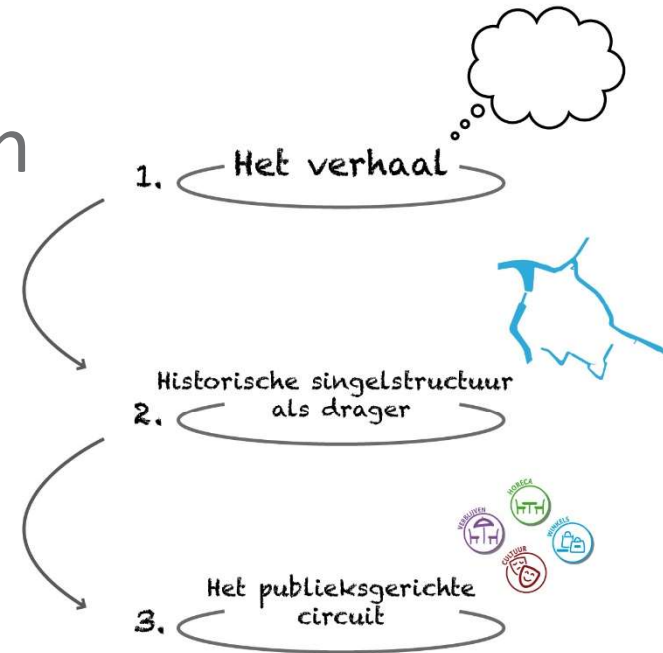 n
1. Het verhaal
Historische singelstructuur
2. als drager
HORECA
VERBLIJVEN
WINKELS
CULTUUR
Het publieksgerichte
3. circuit